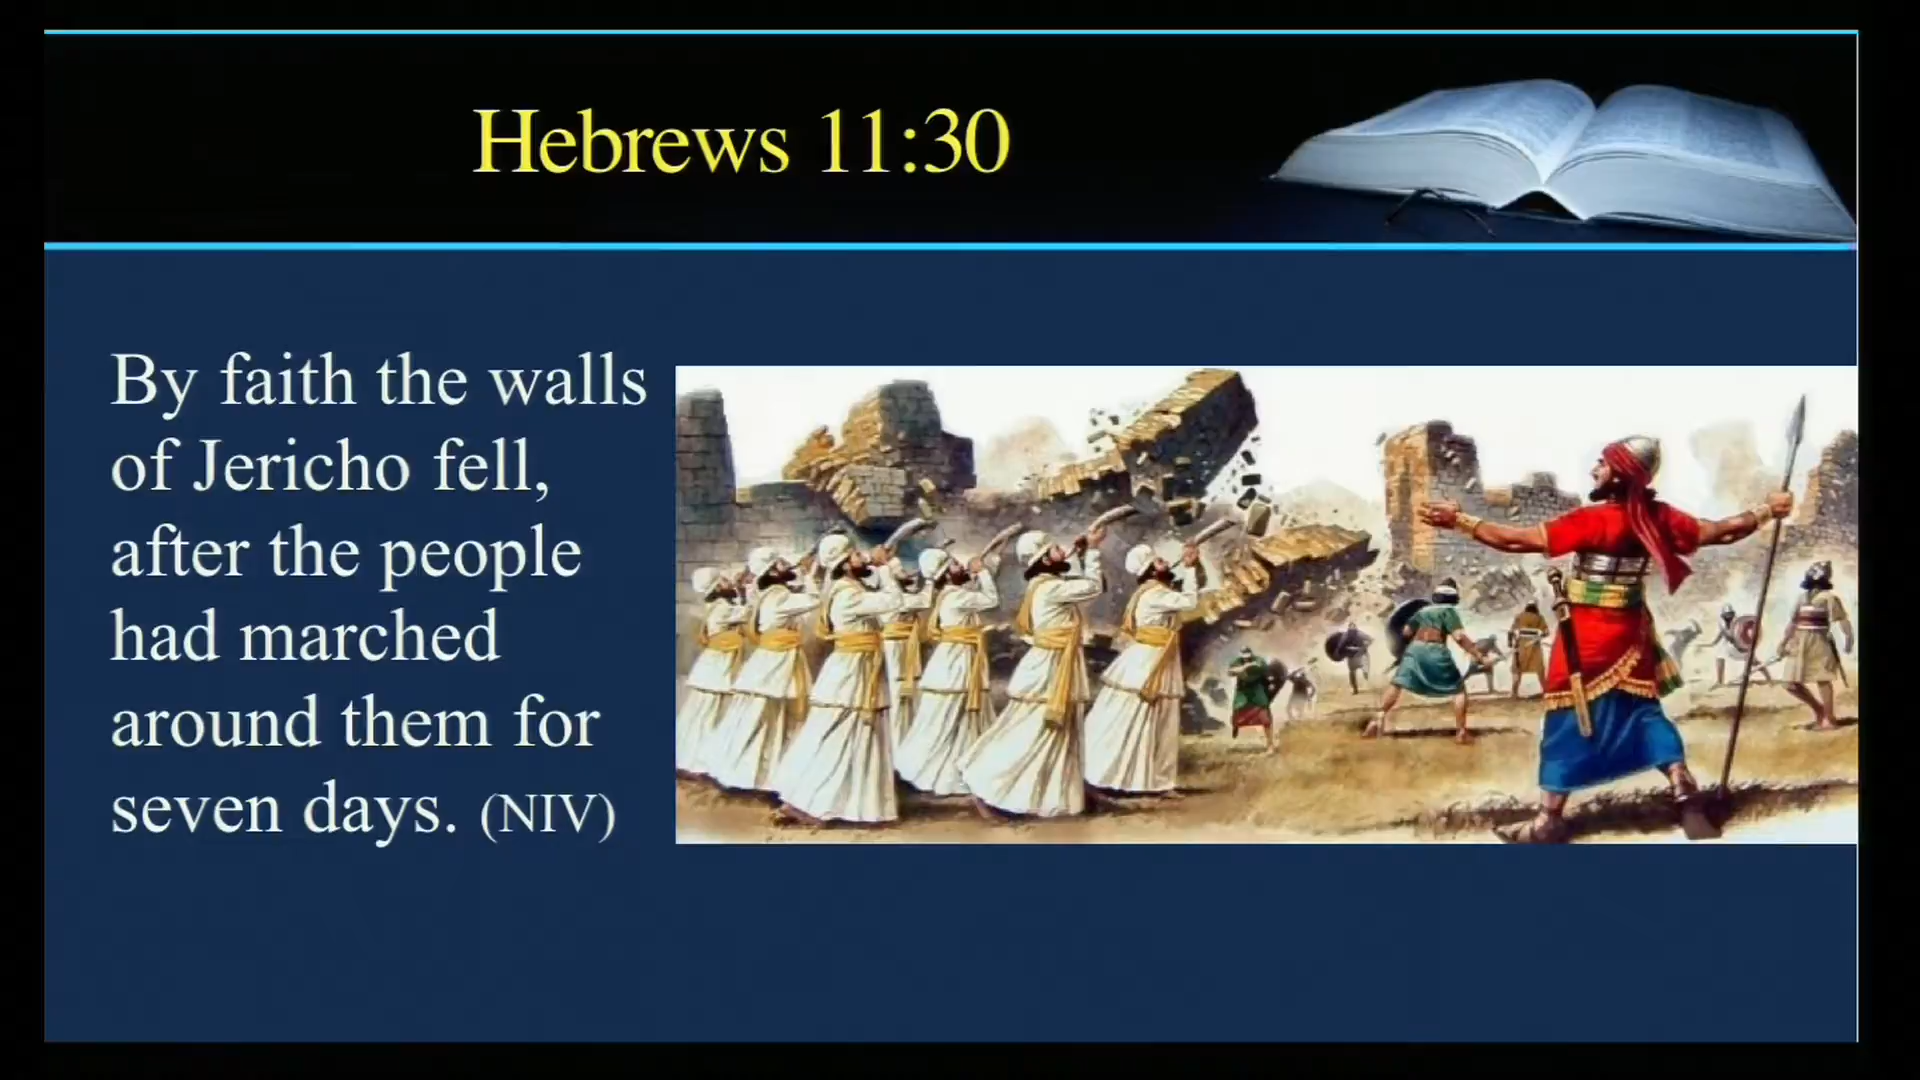 Hebrews 11:30
By faith the walls
of Jericho fell,
after the people
had marched
around them for
seven days. (NIV)